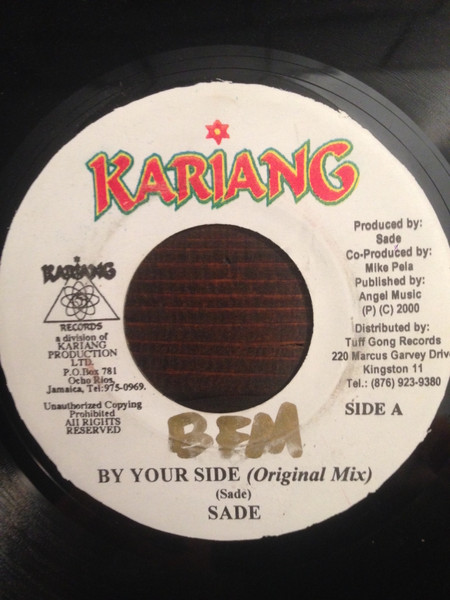 KARIANG
Produced by:
Sade
Co-Produced by:
Mike Pela
Published by:
Angel Music
(P) (C) 2000
Distributed by:
Tuff Gong Records
220 Marcus Garvey Drive
Kingston 11
Tel.: (876) 923-9380
SIDE A
KARIANG
RECORDS
a division of
KARIANG
PRODUCTION
LTD.
P.O.Box 781
Ocho Rios,
Jamaica, Tel:975-0969.
Unauthorized Copying
Prohibited
All RIGHTS
RESERVED
BFM
BY YOUR SIDE (Original Mix)
(Sade)
SADE